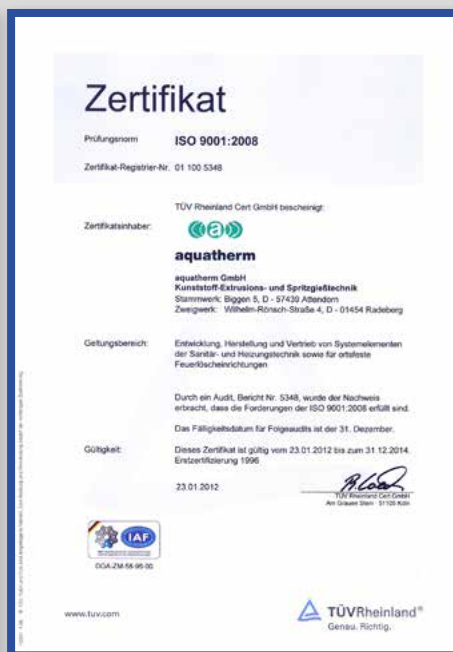 Zertifikat
Prüfungsnorm ISO 9001:2008
Zertifikat-Registrier-Nr. 01 100 5348
TÜV Rheinland Cert GmbH bescheinigt:
Zertifikatsinhaber:
a
aquatherm
aquatherm GmbH
Kunststoff-Extrusions- und Spritzgießtechnik
Stammwerk: Biggen 5, D - 57439 Attendorn
Zweigwerk: Wilhelm-Rönsch-Straße 4, D - 01454 Radeberg
Geltungsbereich: Entwicklung, Herstellung und Vertrieb von Systemelementen
der Sanitär- und Heizungstechnik sowie für ortsfeste
Feuerlöscheinrichtungen
Durch ein Audit, Bericht Nr. 5348, wurde der Nachweis
erbracht, dass die Forderungen der ISO 9001:2008 erfüllt sind.
Das Fälligkeitsdatum für Folgeaudits ist der 31. Dezember.
Gültigkeit: Dieses Zertifikat ist gültig vom 23.01.2012 bis zum 31.12.2014.
Erstzertifizierung 1996
23.01.2012
TÜV Rheinland Cert GmbH
Am Grauen Stein · 51105 Köln
IAF
DGA-ZM-58-95-00
www.tuv.com
TÜVRheinland®
Genau. Richtig.